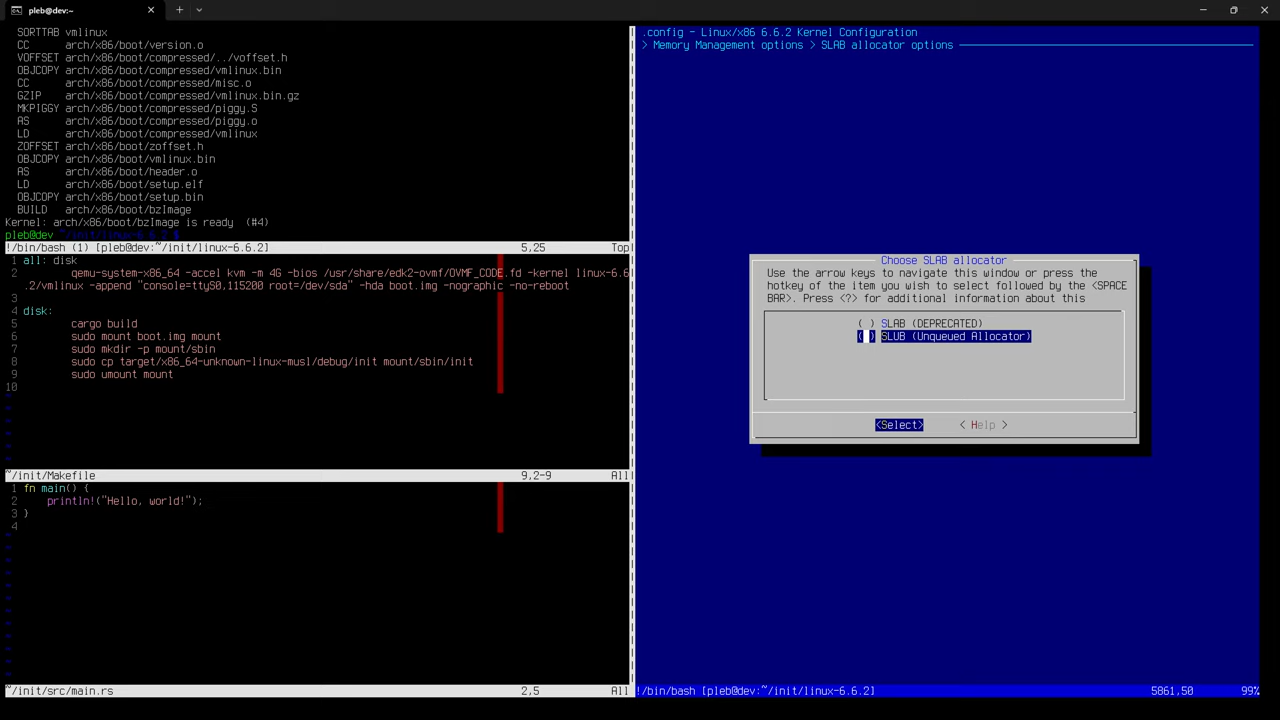 pleb@dev:~
SORTTAB vmlinux
CC arch/x86/boot/version.o
VOFFSET arch/x86/boot/compressed/../voffset.h
OBJCOPY arch/x86/boot/compressed/vmlinux.bin
CC arch/x86/boot/compressed/misc.o
GZIP arch/x86/boot/compressed/vmlinux.bin.gz
MKPIGGY arch/x86/boot/compressed/piggy.S
AS arch/x86/boot/compressed/piggy.o
LD arch/x86/boot/compressed/vmlinux
ZOFFSET arch/x86/boot/zoffset.h
OBJCOPY arch/x86/boot/vmlinux.bin
AS arch/x86/boot/header.o
LD arch/x86/boot/setup.elf
OBJCOPY arch/x86/boot/setup.bin
BUILD arch/x86/boot/bzImage
Kernel: arch/x86/boot/bzImage is ready (#4)
pleb@dev ~/init/linux-6.6.2 $
!/bin/bash (1) [pleb@dev:~/init/linux-6.6.2] 5,25 Top
1 all: disk
2 qemu-system-x86_64 -accel kvm -m 4G -bios /usr/share/edk2-ovmf/OVMF_CODE.fd -kernel linux-6.6
.2/vmlinux -append "console=ttyS0,115200 root=/dev/sda" -hda boot.img -nographic -no-reboot
3
4 disk:
5 cargo build
6 sudo mount boot.img mount
7 sudo mkdir -p mount/sbin
8 sudo cp target/x86_64-unknown-linux-musl/debug/init mount/sbin/init
9 sudo umount mount
10
~
~
~
~
~
~/init/Makefile 9,2-9 All
1 fn main() {
2 println!("Hello, world!");
3 }
4
~
~
~
~
~
~
~
~
~
~
~
~
~/init/src/main.rs 2,5 All
.config - Linux/x86 6.6.2 Kernel Configuration
> Memory Management options > SLAB allocator options
Choose SLAB allocator
Use the arrow keys to navigate this window or press the
hotkey of the item you wish to select followed by the <SPACE
BAR>. Press <?> for additional information about this
( ) SLAB (DEPRECATED)
( ) SLUB (Unqueued Allocator)
<Select> < Help >
!/bin/bash [pleb@dev:~/init/linux-6.6.2] 5861,50 99%